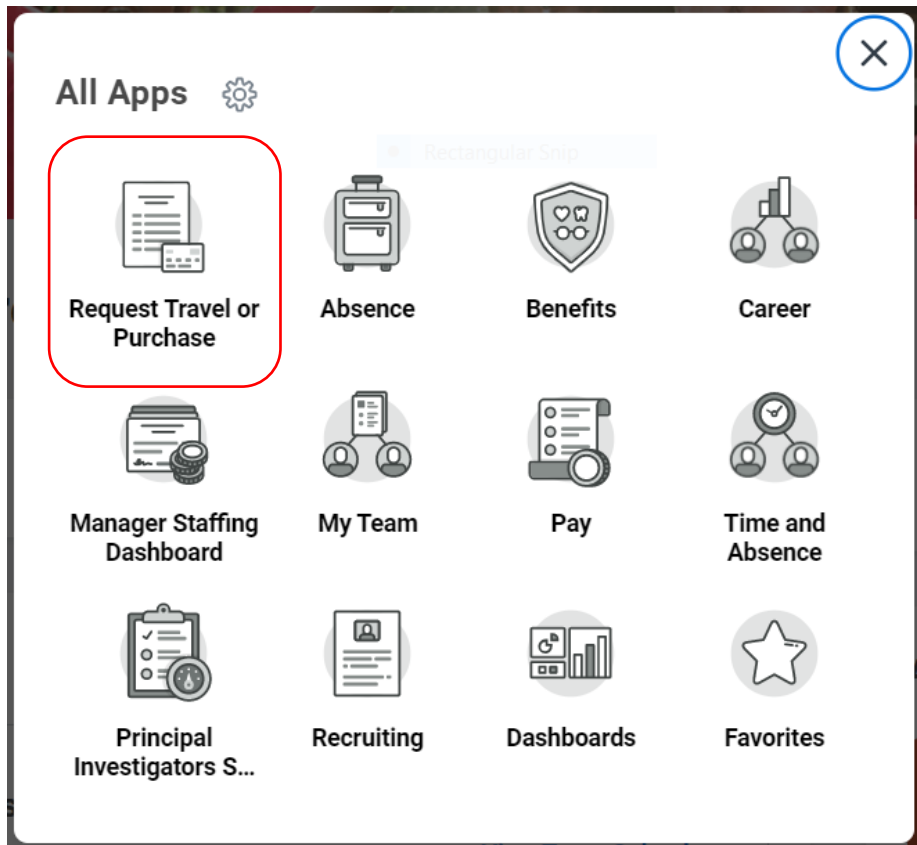 All Apps
Rectangular Snip
Request Travel or
Purchase
Absence
Benefits
Career
Manager Staffing
Dashboard
My Team
Pay
Time and
Absence
Principal
Investigators S...
Recruiting
Dashboards
Favorites